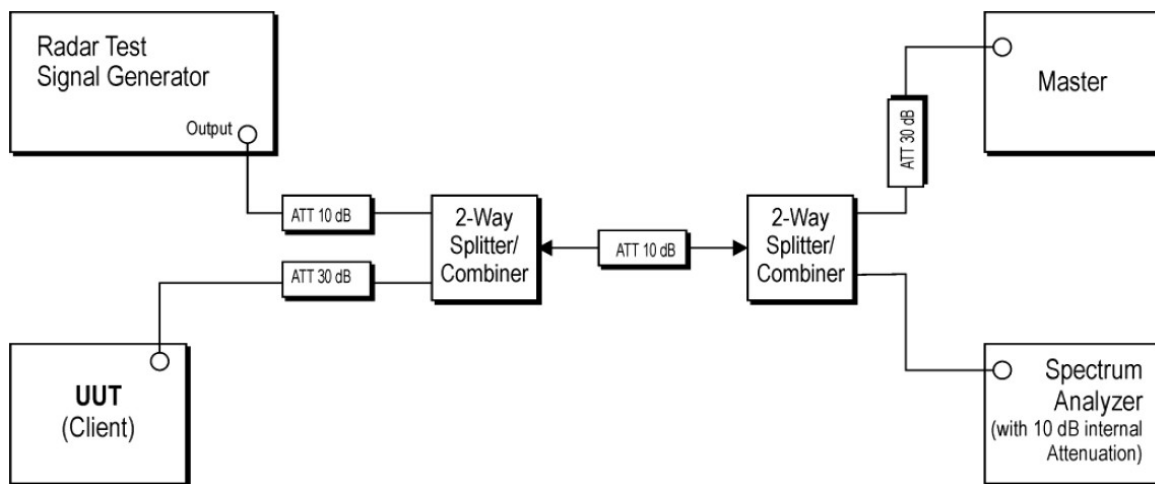 Radar Test
Signal Generator
Output
Master
ATT 30 dB
ATT 10 dB
2-Way
Splitter/
Combiner
ATT 10 dB
2-Way
Splitter/
Combiner
ATT 30 dB
UUT
(Client)
Spectrum
Analyzer
(with 10 dB internal
Attenuation)